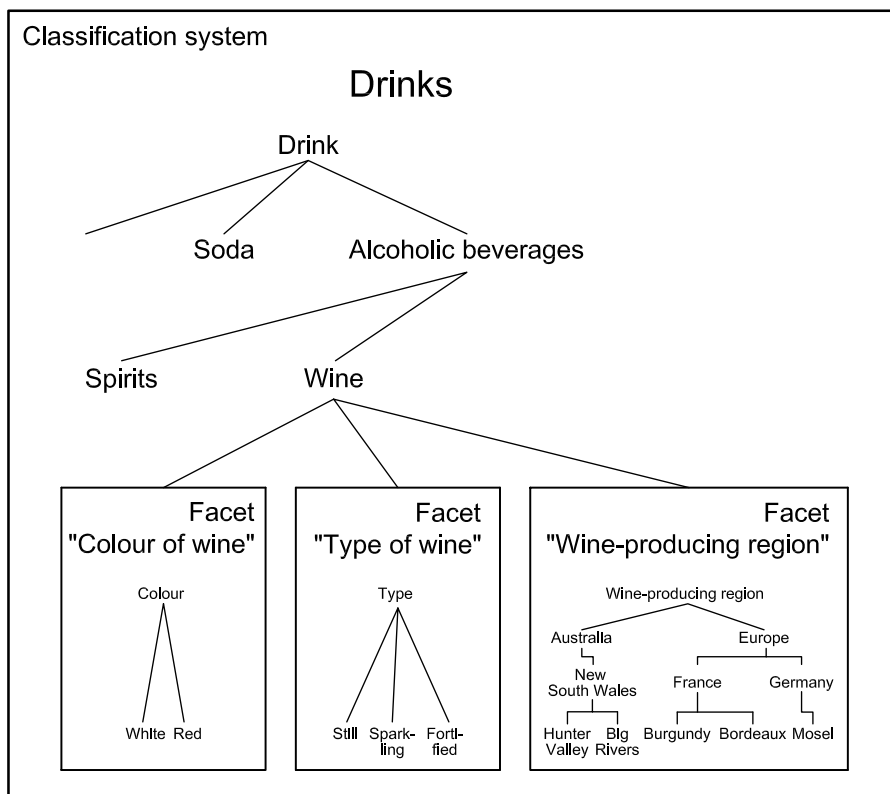 Classification system
Drinks
Drink
Soda
Alcoholic beverages
Spirits
Wine
Facet
"Colour of wine"
Colour
White
Red
Facet
"Type of wine"
Type
Still
Spark-
ling
Forti-
fied
Facet
"Wine-producing region"
Wine-producing region
Australia
Europe
New
South Wales
France
Germany
Hunter
Valley
Big
Rivers
Burgundy
Bordeaux
Mosel